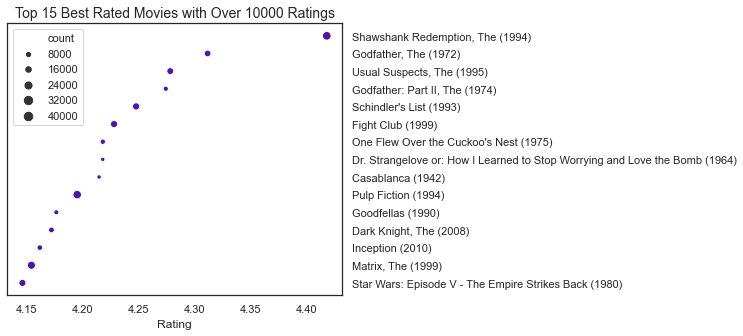 Top 15 Best Rated Movies with Over 10000 Ratings
count
8000
16000
24000
32000
40000
Shawshank Redemption, The (1994)
Godfather, The (1972)
Usual Suspects, The (1995)
Godfather: Part II, The (1974)
Schindler's List (1993)
Fight Club (1999)
One Flew Over the Cuckoo's Nest (1975)
Dr. Strangelove or: How I Learned to Stop Worrying and Love the Bomb (1964)
Casablanca (1942)
Pulp Fiction (1994)
Goodfellas (1990)
Dark Knight, The (2008)
Inception (2010)
Matrix, The (1999)
Star Wars: Episode V - The Empire Strikes Back (1980)
4.15 4.20 4.25 4.30 4.35 4.40
Rating